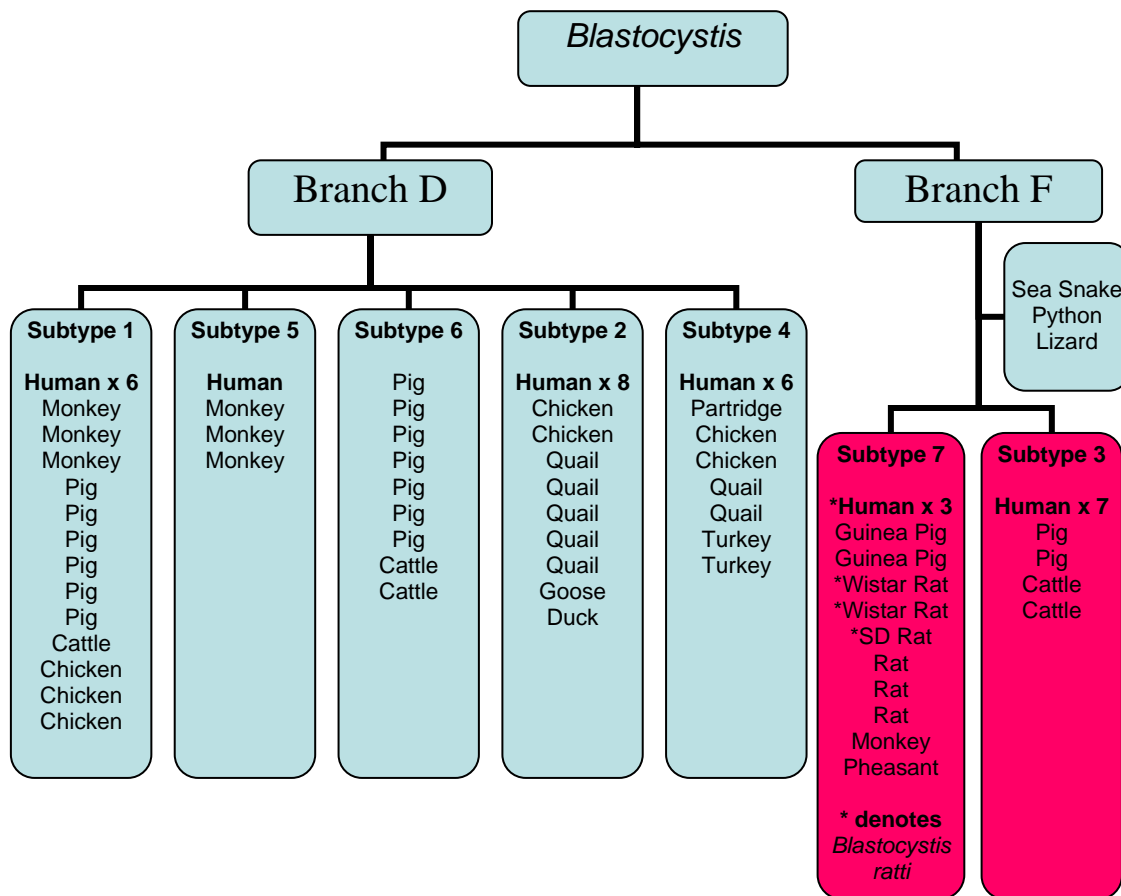 Blastocystis
Branch D
Branch F
Sea Snake
Python
Lizard
Subtype 1
Human x 6
Monkey
Monkey
Monkey
Pig
Pig
Pig
Pig
Pig
Pig
Cattle
Chicken
Chicken
Chicken
Subtype 5
Human
Monkey
Monkey
Monkey
Subtype 6
Pig
Pig
Pig
Pig
Pig
Pig
Pig
Cattle
Cattle
Subtype 2
Human x 8
Chicken
Chicken
Quail
Quail
Quail
Quail
Quail
Goose
Duck
Subtype 4
Human x 6
Partridge
Chicken
Chicken
Quail
Quail
Turkey
Turkey
Subtype 7
*Human x 3
Guinea Pig
Guinea Pig
*Wistar Rat
*Wistar Rat
*SD Rat
Rat
Rat
Rat
Monkey
Pheasant
* denotes
Blastocystis
ratti
Subtype 3
Human x 7
Pig
Pig
Cattle
Cattle